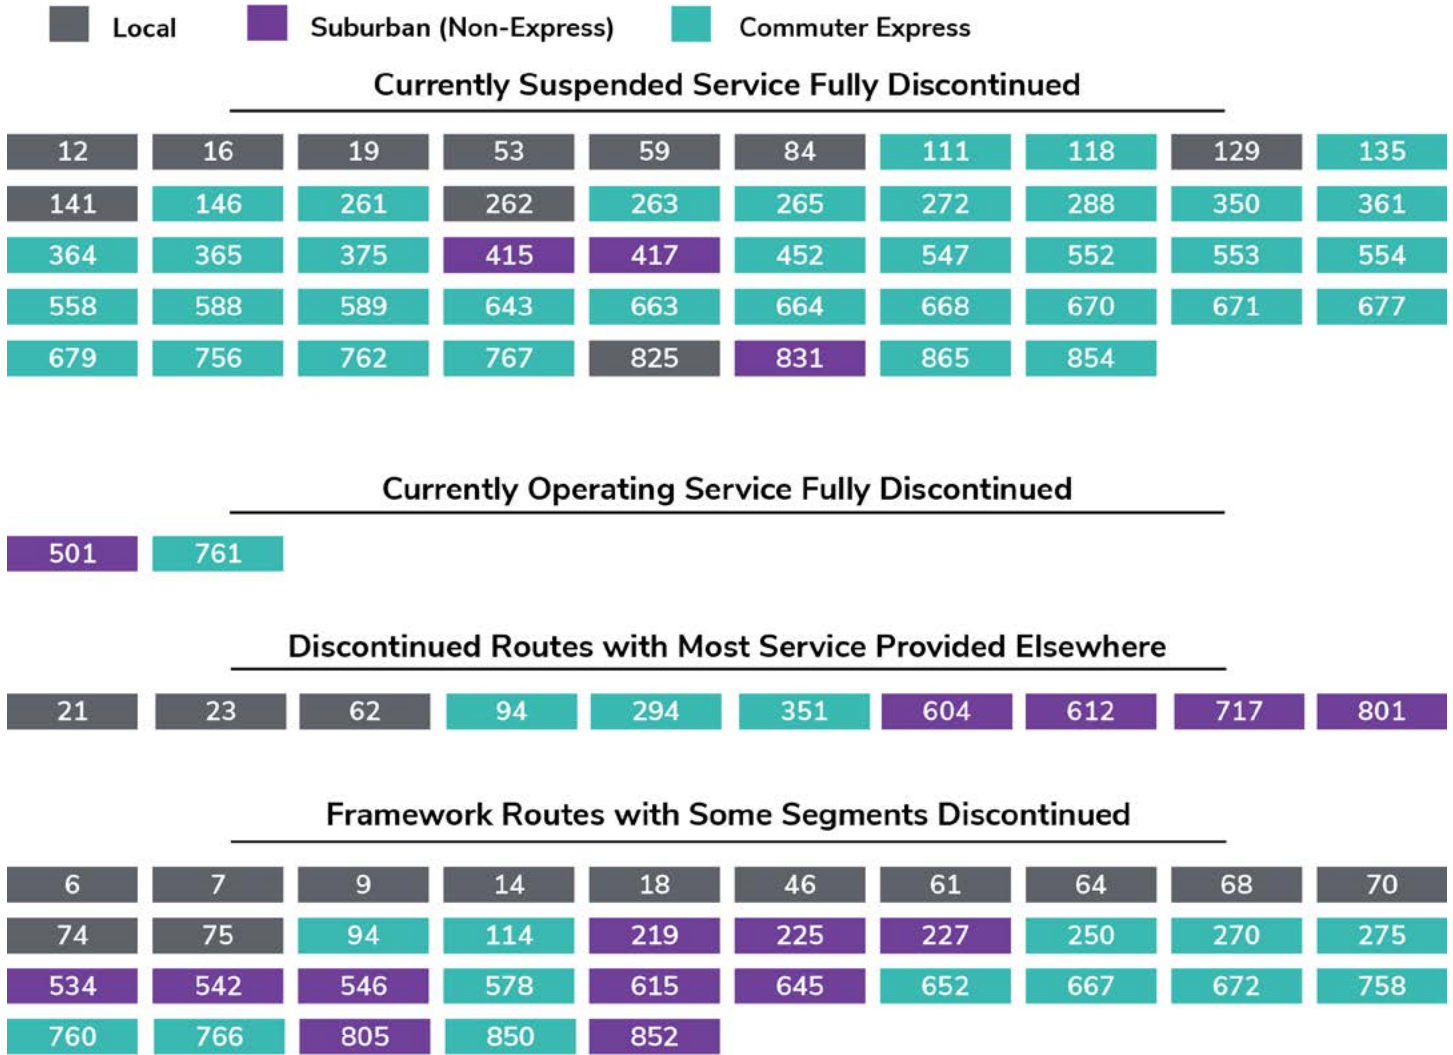 Local Suburban (Non-Express) Commuter Express
Currently Suspended Service Fully Discontinued
12 16 19 53 59 84 111 118 129 135
141 146 261 262 263 265 272 288 350 361
364 365 375 415 417 452 547 552 553 554
558 588 589 643 663 664 668 670 671 677
679 756 762 767 825 831 865 854
Currently Operating Service Fully Discontinued
501 761
Discontinued Routes with Most Service Provided Elsewhere
21 23 62 94 294 351 604 612 717 801
Framework Routes with Some Segments Discontinued
6 7 9 14 18 46 61 64 68 70
74 75 94 114 219 225 227 250 270 275
534 542 546 578 615 645 652 667 672 758
760 766 805 850 852